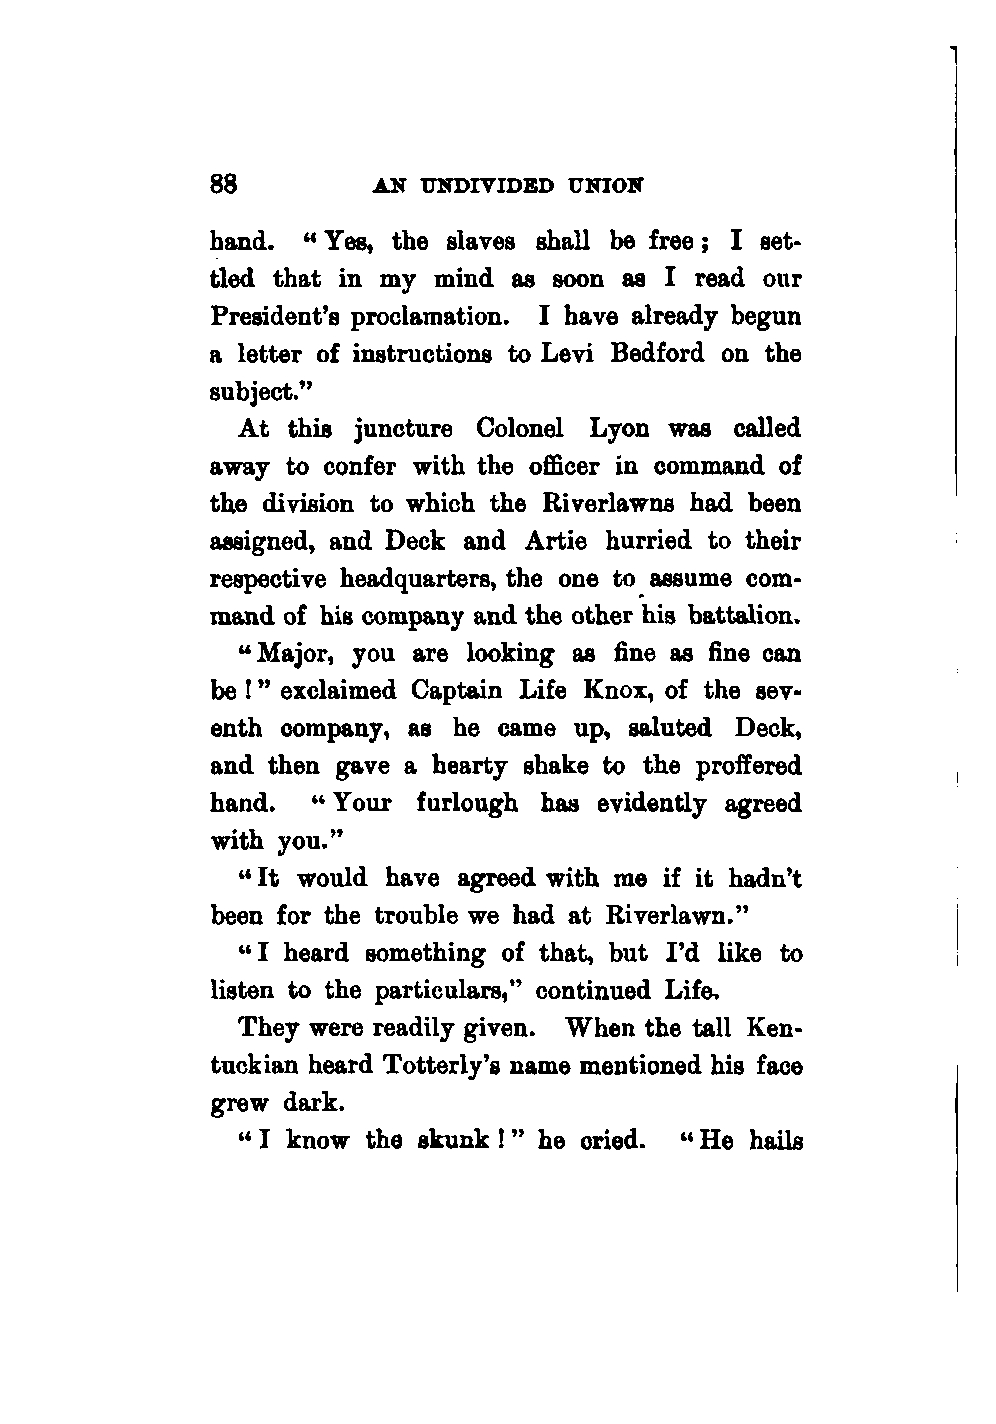 88 AN UNDIVIDED UNION
hand. “Yes, the slaves shall be free; I set-
tled that in my mind as soon as I read our
President’s proclamation. I have already begun
a letter of instructions to Levi Bedford on the
subject.”
At this juncture Colonel Lyon was called
away to confer with the officer in command of
the division to which the Riverlawns had been
assigned, and Deck and Artie hurried to their
respective headquarters, the one to assume com-
mand of his company and the other his battalion.
“Major, you are looking as fine as fine can
be!” exclaimed Captain Life Knox, of the sev-
enth company, as he came up, saluted Deck,
and then gave a hearty shake to the proffered
hand. “Your furlough has evidently agreed
with you.”
“It would have agreed with me if it hadn’t
been for the trouble we had at Riverlawn.”
“I heard something of that, but I’d like to
listen to the particulars,” continued Life.
They were readily given. When the tall Ken-
tuckian heard Totterly’s name mentioned his face
grew dark.
“I know the skunk!” he cried. “He hails